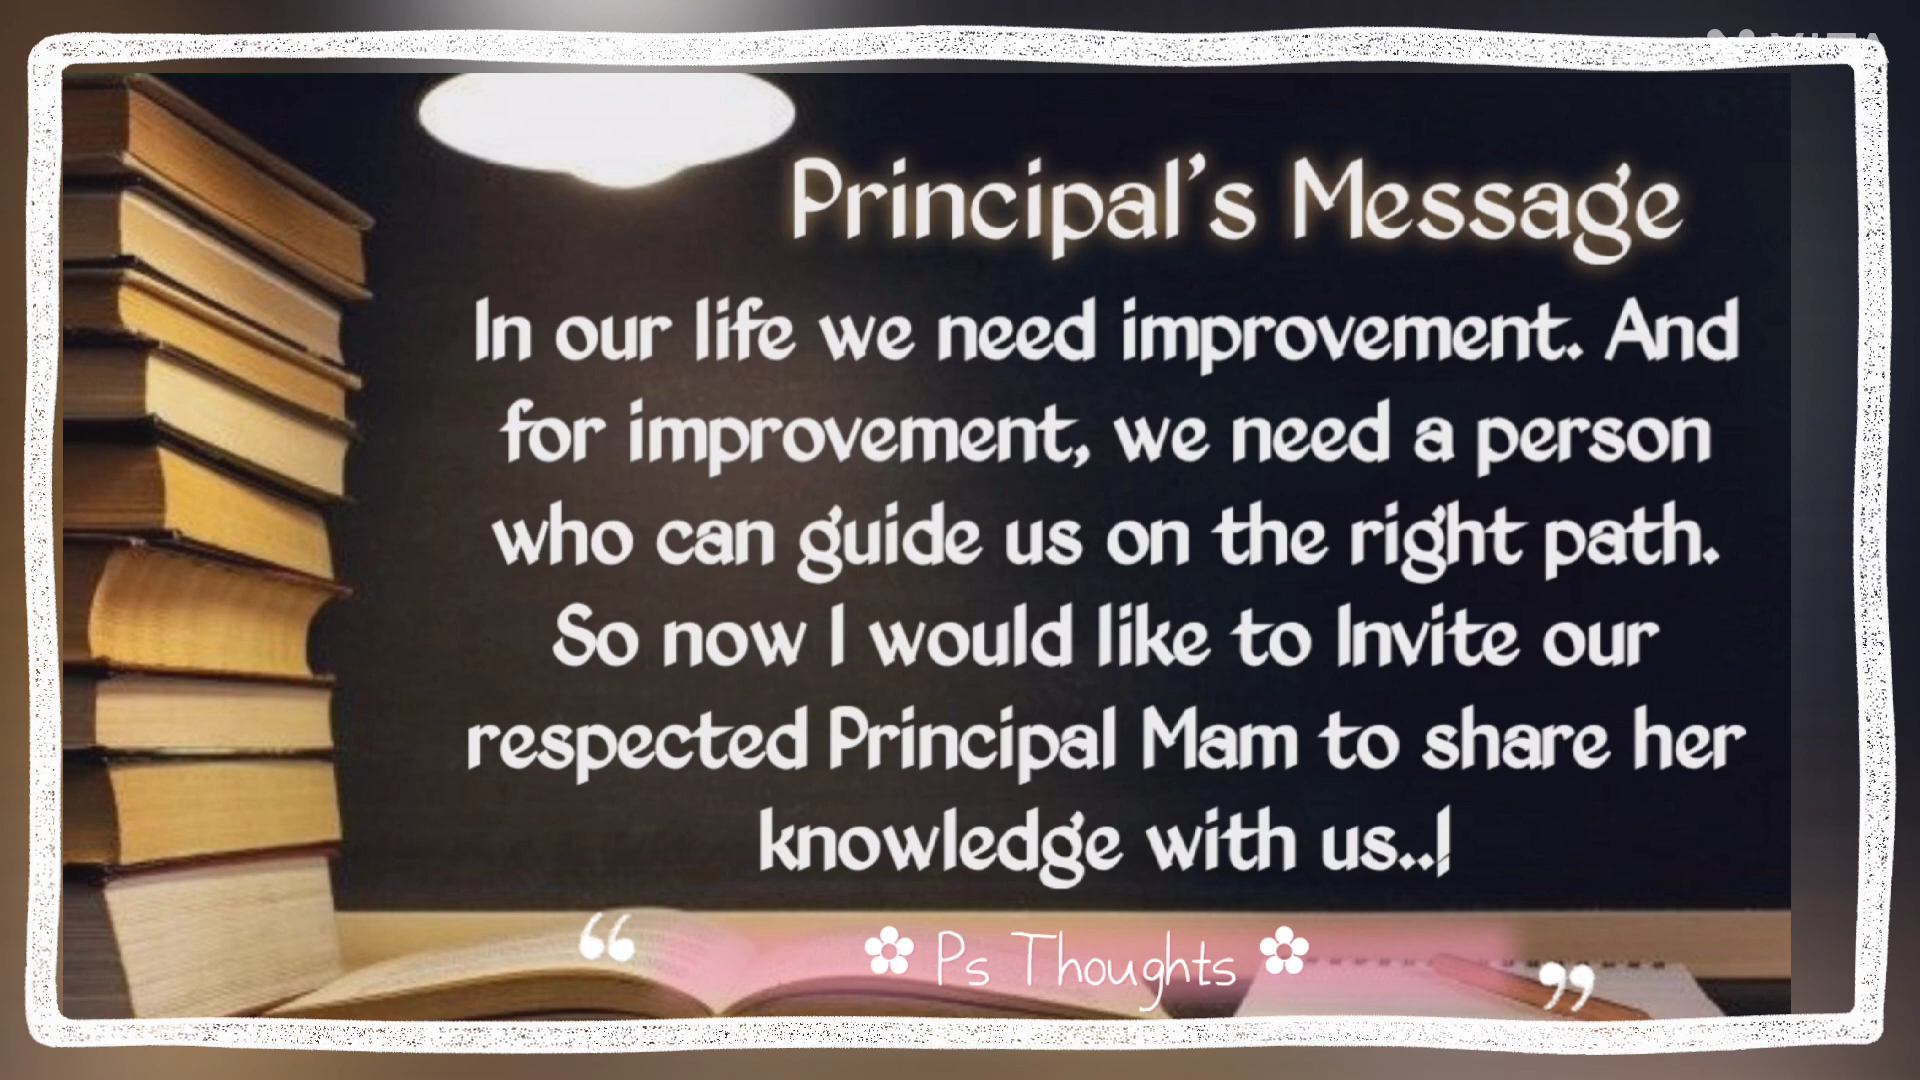 Principal's Message
In our life we need improvement. And
for improvement, we need a person
who can guide us on the right path.
So now I would like to Invite our
respected Principal Mam to share her
knowledge with us..!
“ ✿ Ps Thoughts ✿ ”